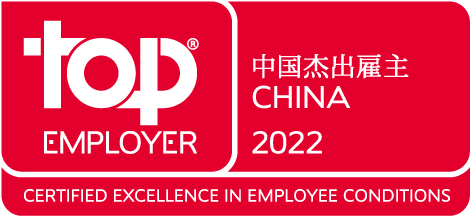 top®
EMPLOYER
中国杰出雇主
CHINA
2022
CERTIFIED EXCELLENCE IN EMPLOYEE CONDITIONS